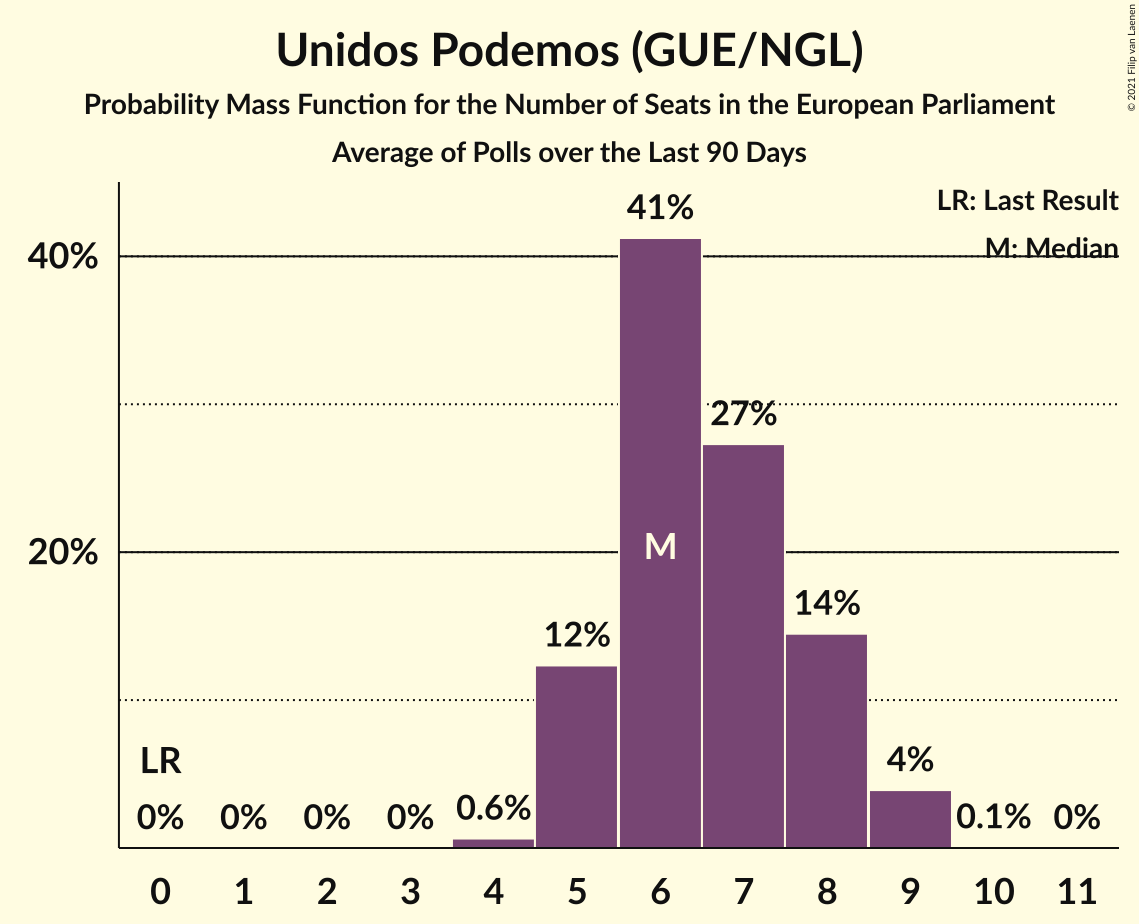 Unidos Podemos (GUE/NGL)
Probability Mass Function for the Number of Seats in the European Parliament
Average of Polls over the Last 90 Days
© 2021 Filip van Laenen
LR: Last Result
M: Median
41%
40%
27%
20%
M
14%
12%
LR
4%
0% 0% 0% 0% 0.6% 0.1% 0%
0 1 2 3 4 5 6 7 8 9 10 11